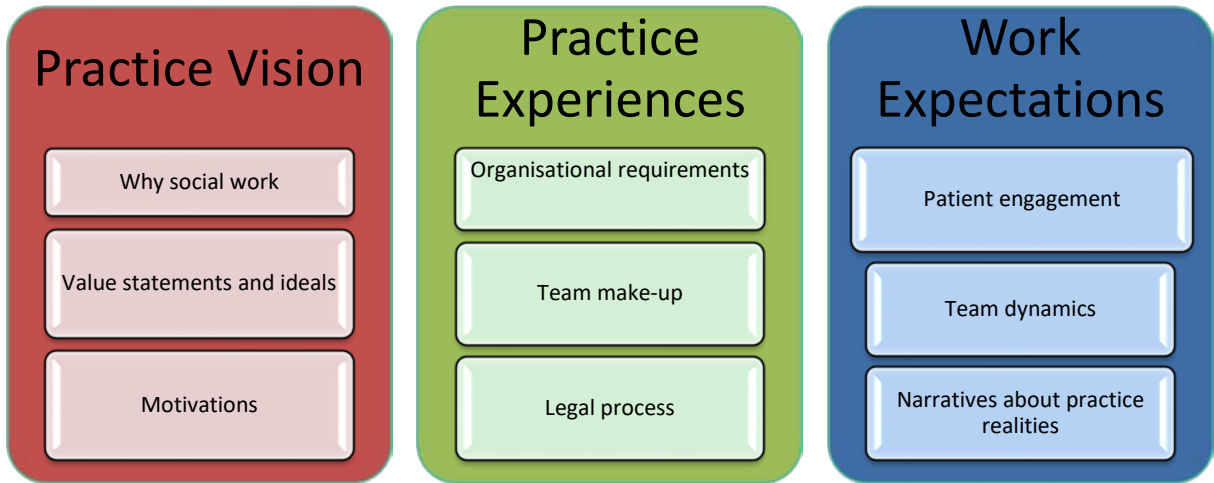 Practice Vision
Why social work
Value statements and ideals
Motivations
Practice
Experiences
Organisational requirements
Team make-up
Legal process
Work
Expectations
Patient engagement
Team dynamics
Narratives about practice
realities